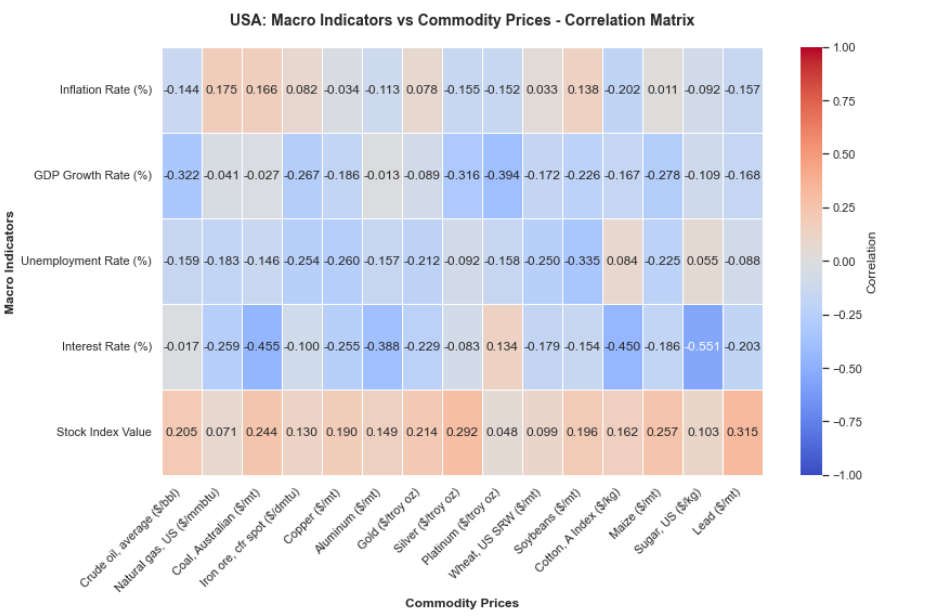 USA: Macro Indicators vs Commodity Prices - Correlation Matrix
Macro Indicators
Inflation Rate (%) -0.144 0.175 0.166 0.082 -0.034 -0.113 0.078 -0.155 -0.152 0.033 0.138 -0.202 0.011 -0.092 -0.157
GDP Growth Rate (%) -0.322 -0.041 -0.027 -0.267 -0.186 -0.013 -0.089 -0.316 -0.394 -0.172 -0.226 -0.167 -0.278 -0.109 -0.168
Unemployment Rate (%) -0.159 -0.183 -0.146 -0.254 -0.260 -0.157 -0.212 -0.092 -0.158 -0.250 -0.335 0.084 -0.225 0.055 -0.088
Interest Rate (%) -0.017 -0.259 -0.455 -0.100 -0.255 -0.388 -0.229 -0.083 0.134 -0.179 -0.154 -0.450 -0.186 -0.551 -0.203
Stock Index Value 0.205 0.071 0.244 0.130 0.190 0.149 0.214 0.292 0.048 0.099 0.196 0.162 0.257 0.103 0.315
Crude oil, average ($/bbl)
Natural gas, US ($/mmbtu)
Coal, Australian ($/mt)
Iron ore, cfr spot ($/dmtu)
Copper ($/mt)
Aluminum ($/mt)
Gold ($/troy oz)
Silver ($/troy oz)
Platinum ($/troy oz)
Wheat, US SRW ($/mt)
Soybeans ($/mt)
Cotton, A Index ($/kg)
Maize ($/mt)
Sugar, US ($/kg)
Lead ($/mt)
Commodity Prices
1.00
0.75
0.50
0.25
0.00
−0.25
−0.50
−0.75
−1.00
Correlation